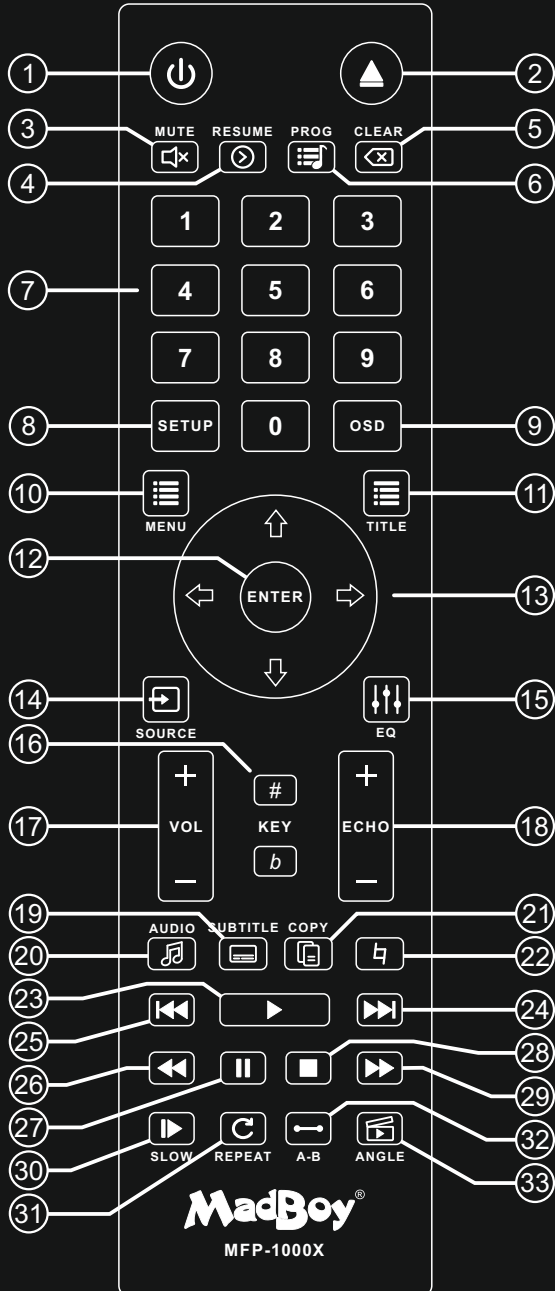 1
2
3 MUTE RESUME PROG CLEAR 5
4 6
1 2 3
7 4 5 6
7 8 9
8 SETUP 0 OSD 9
10 MENU TITLE 11
12 ENTER 13
14 SOURCE EQ 15
16 #
17 + VOL − KEY + ECHO − 18
b
19 21
20 AUDIO SUBTITLE COPY 22
23
25 24
26 28
27 29
30 SLOW REPEAT A-B ANGLE 32
31 33
MadBoy®
MFP-1000X